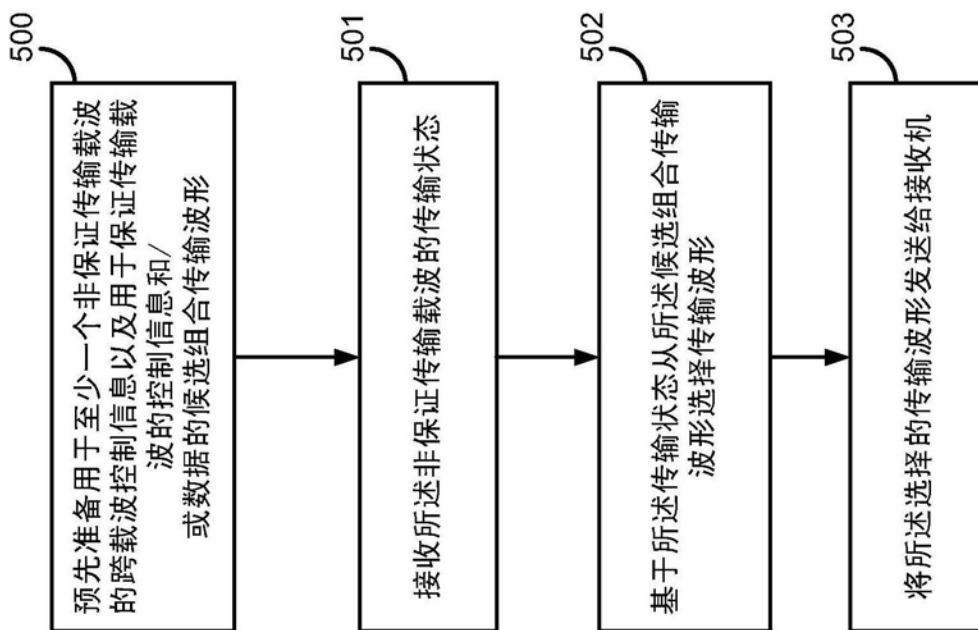 500
预先准备用于至少一个非保证传输载波
的跨载波控制信息以及用于保证传输载
波的控制信息和/
或数据的候选组合传输波形
501
接收所述非保证传输载波的传输状态
502
基于所述传输状态从所述候选组合传输
波形选择传输波形
503
将所述选择的传输波形发送给接收机